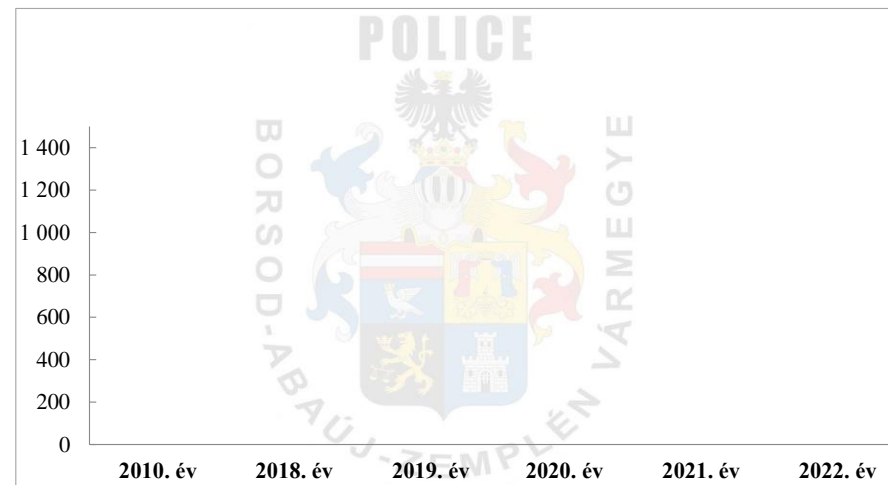 POLICE
BORSOD-ABAÚJ-ZEMPLÉN VÁRMEGYE
1 400
1 200
1 000
800
600
400
200
0
2010. év 2018. év 2019. év 2020. év 2021. év 2022. év